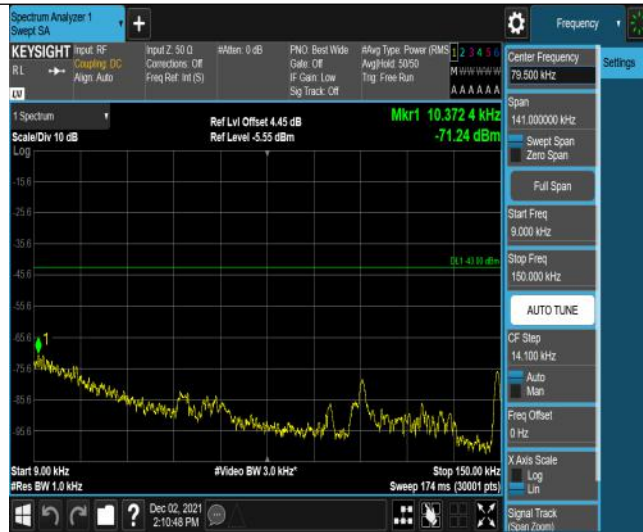 Spectrum Analyzer 1
Swept SA
+
Frequency
KEYSIGHT
RL
Input: RF
Coupling: DC
Align: Auto
Input Z: 50 Ω
Corrections: Off
Freq Ref: Int (S)
#Atten: 0 dB
PNO: Best Wide
Gate: Off
IF Gain: Low
Sig Track: Off
#Avg Type: Power (RMS
Avg|Hold: 50/50
Trig: Free Run
1 2 3 4 5 6
M W W W W W
A A A A A A
Settings
Center Frequency
79.500 kHz
Span
141.000000 kHz
Swept Span
Zero Span
Full Span
Start Freq
9.000 kHz
Stop Freq
150.000 kHz
AUTO TUNE
CF Step
14.100 kHz
Auto
Man
Freq Offset
0 Hz
X Axis Scale
Log
Lin
Signal Track
(Span Zoom)
LV
1 Spectrum
Scale/Div 10 dB
Log
Ref Lvl Offset 4.45 dB
Ref Level -5.55 dBm
Mkr1 10.372 4 kHz
-71.24 dBm
-15.6
-25.6
-35.6
-45.6
-55.6
-65.6
-75.6
-85.6
-95.6
1
Start 9.00 kHz
#Res BW 1.0 kHz
#Video BW 3.0 kHz*
Stop 150.00 kHz
Sweep 174 ms (30001 pts)
?
Dec 02, 2021
2:10:48 PM